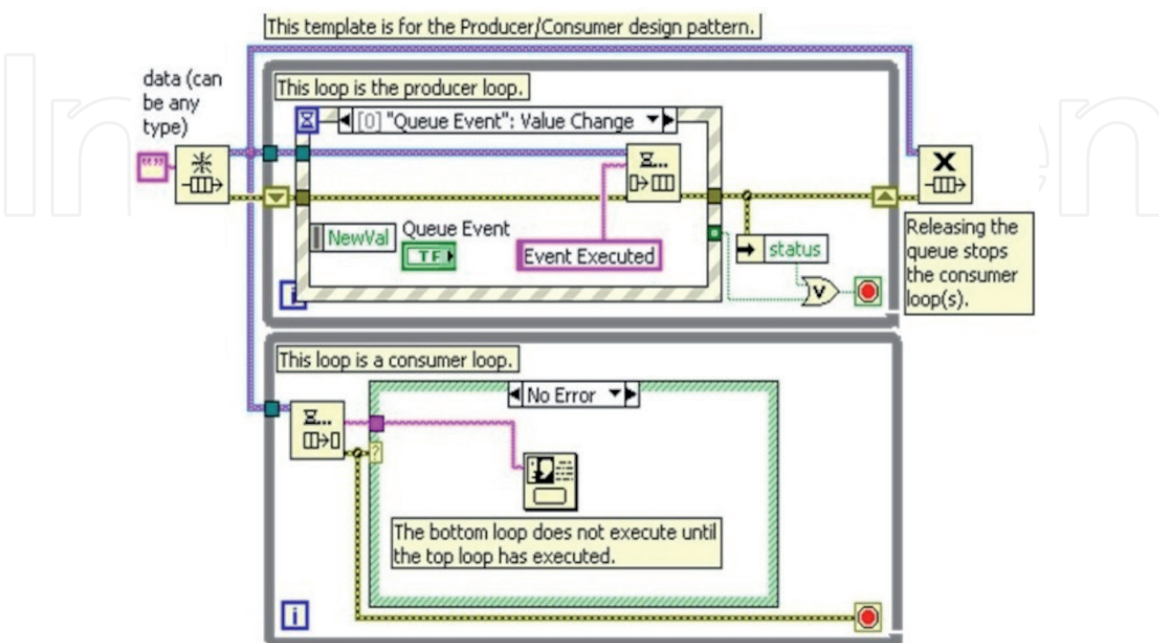 This template is for the Producer/Consumer design pattern.
data (can
be any
type)
This loop is the producer loop.
[0] "Queue Event": Value Change
NewVal
Queue Event
TF
Event Executed
status
Releasing the
queue stops
the consumer
loop(s).
i
This loop is a consumer loop.
No Error
?
The bottom loop does not execute until
the top loop has executed.
i